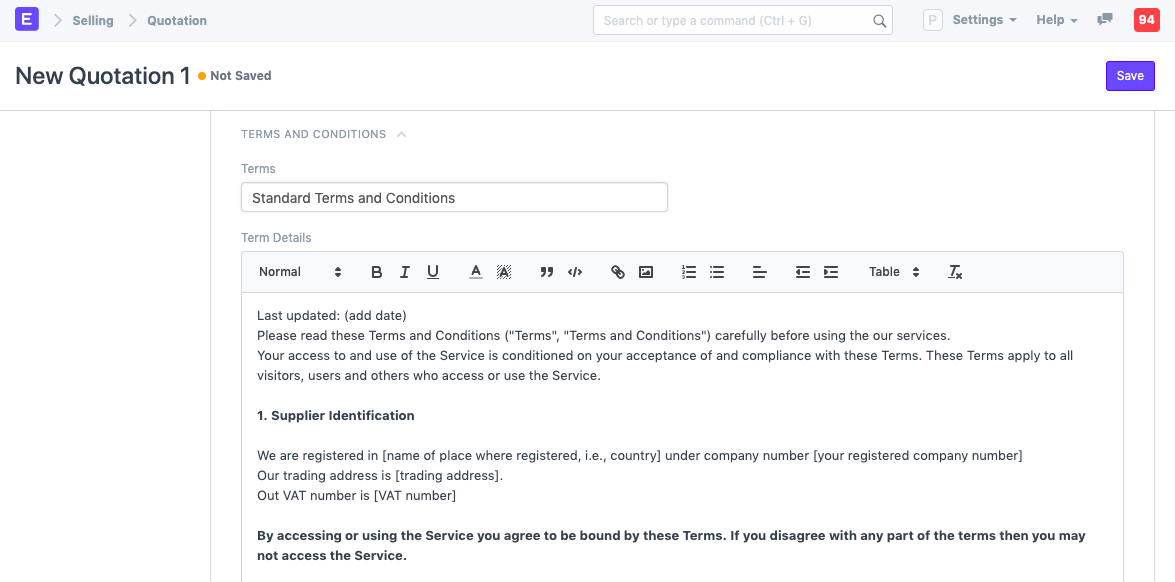 E Selling Quotation Search or type a command (Ctrl + G) P Settings Help 94
New Quotation 1 Not Saved Save
TERMS AND CONDITIONS
Terms
Standard Terms and Conditions
Term Details
Normal B I U A A Table
Last updated: (add date)
Please read these Terms and Conditions ("Terms", "Terms and Conditions") carefully before using the our services.
Your access to and use of the Service is conditioned on your acceptance of and compliance with these Terms. These Terms apply to all
visitors, users and others who access or use the Service.
1. Supplier Identification
We are registered in [name of place where registered, i.e., country] under company number [your registered company number]
Our trading address is [trading address].
Out VAT number is [VAT number]
By accessing or using the Service you agree to be bound by these Terms. If you disagree with any part of the terms then you may
not access the Service.